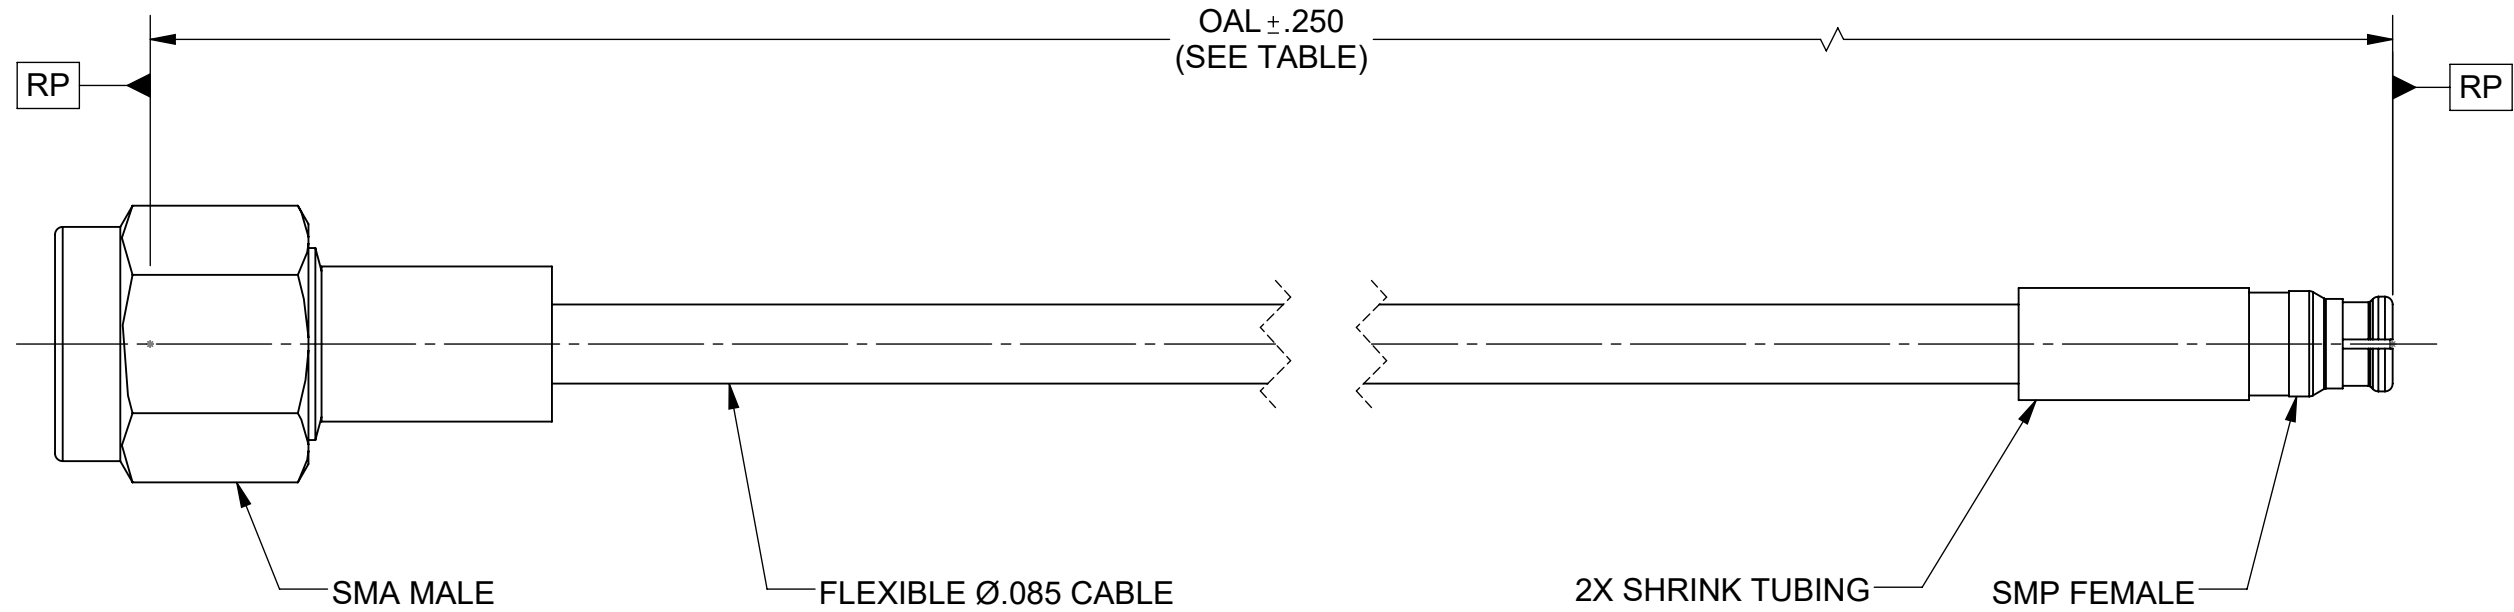 OAL ± .250
(SEE TABLE)
RP
RP
SMA MALE
FLEXIBLE Ø.085 CABLE
2X SHRINK TUBING
SMP FEMALE